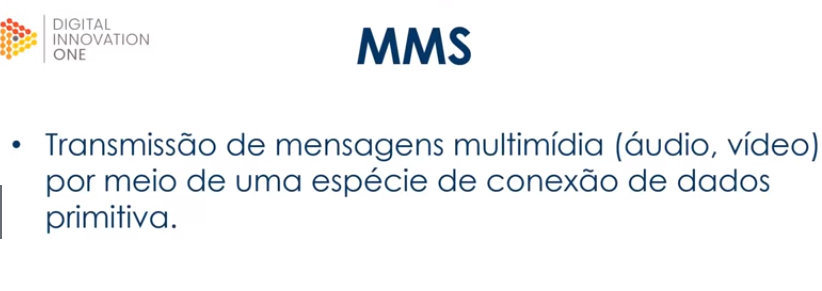 DIGITAL
INNOVATION
ONE
MMS
• Transmissão de mensagens multimídia (áudio, vídeo)
por meio de uma espécie de conexão de dados
primitiva.